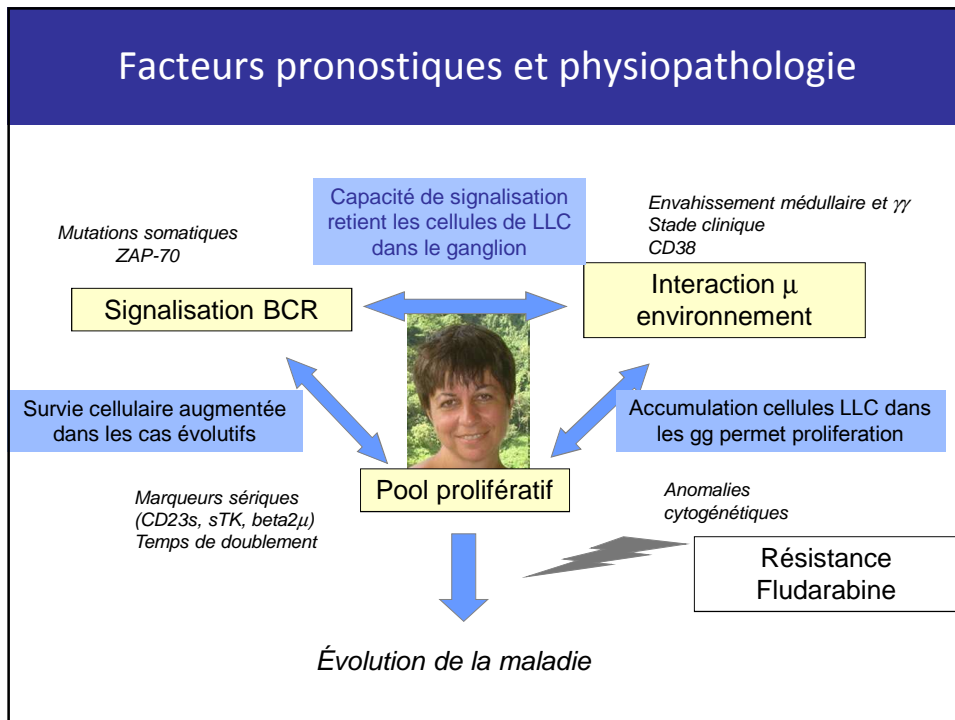 Facteurs pronostiques et physiopathologie
Capacité de signalisation
retient les cellules de LLC
dans le ganglion
Mutations somatiques
ZAP-70
Envahissement médullaire et γγ
Stade clinique
CD38
Signalisation BCR
Interaction μ
environnement
Survie cellulaire augmentée
dans les cas évolutifs
Accumulation cellules LLC dans
les gg permet proliferation
Pool prolifératif
Marqueurs sériques
(CD23s, sTK, beta2μ)
Temps de doublement
Anomalies
cytogénétiques
Résistance
Fludarabine
Évolution de la maladie